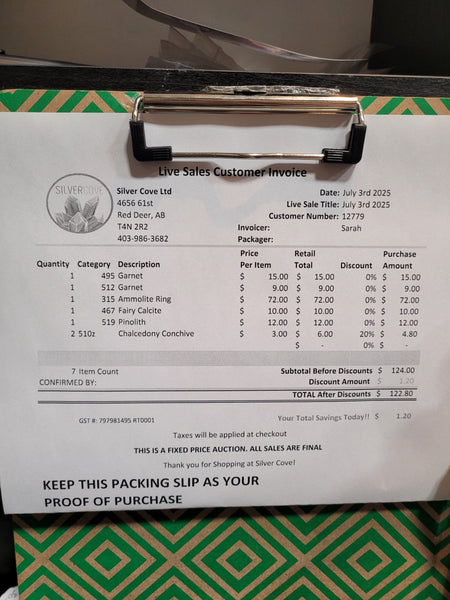 Live Sales Customer Invoice
SILVERCOVE
Silver Cove Ltd
4656 61st
Red Deer, AB
T4N 2R2
403-986-3682
Date: July 3rd 2025
Live Sale Title: July 3rd 2025
Customer Number: 12779
Invoicer: Sarah
Packager:
Quantity Category Description Price Per Item Retail Total Discount Purchase Amount
1 495 Garnet $ 15.00 $ 15.00 0% $ 15.00
1 512 Garnet $ 9.00 $ 9.00 0% $ 9.00
1 315 Ammolite Ring $ 72.00 $ 72.00 0% $ 72.00
1 467 Fairy Calcite $ 10.00 $ 10.00 0% $ 10.00
1 519 Pinolith $ 12.00 $ 12.00 0% $ 12.00
2 510z Chalcedony Conchive $ 3.00 $ 6.00 20% $ 4.80
$ - 0% $ -
7 Item Count Subtotal Before Discounts $ 124.00
CONFIRMED BY: Discount Amount $ 1.20
TOTAL After Discounts $ 122.80
GST #: 797981495 RT0001 Your Total Savings Today!! $ 1.20
Taxes will be applied at checkout
THIS IS A FIXED PRICE AUCTION. ALL SALES ARE FINAL
Thank you for Shopping at Silver Cove!
KEEP THIS PACKING SLIP AS YOUR
PROOF OF PURCHASE